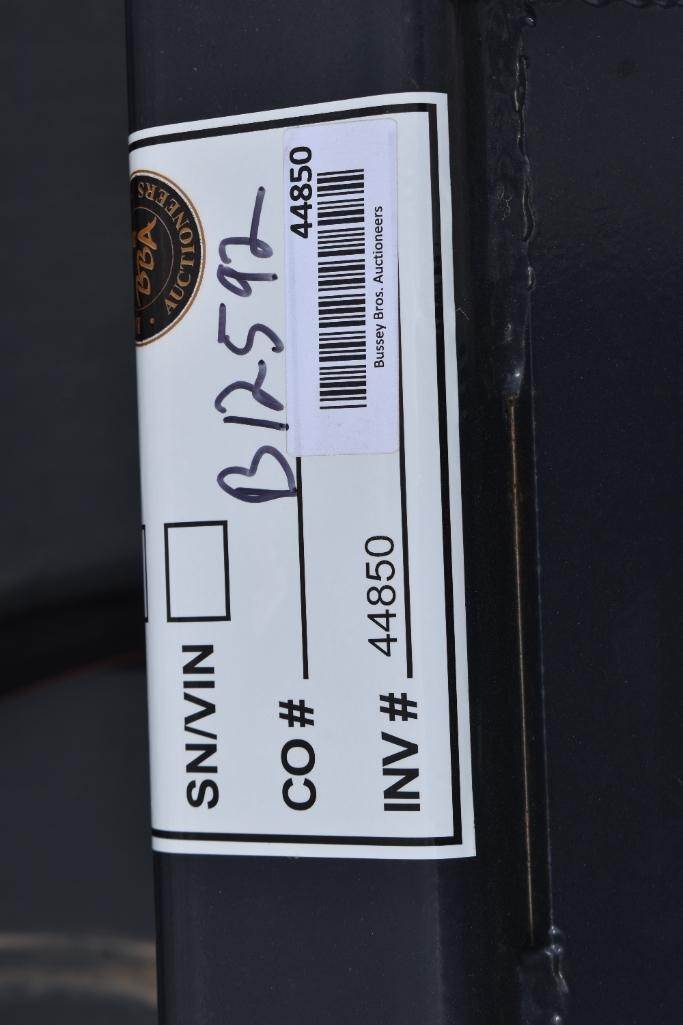 BBA
AUCTIONEERS
SN/VIN
CO # B12592
INV # 44850
44850
Bussey Bros. Auctioneers